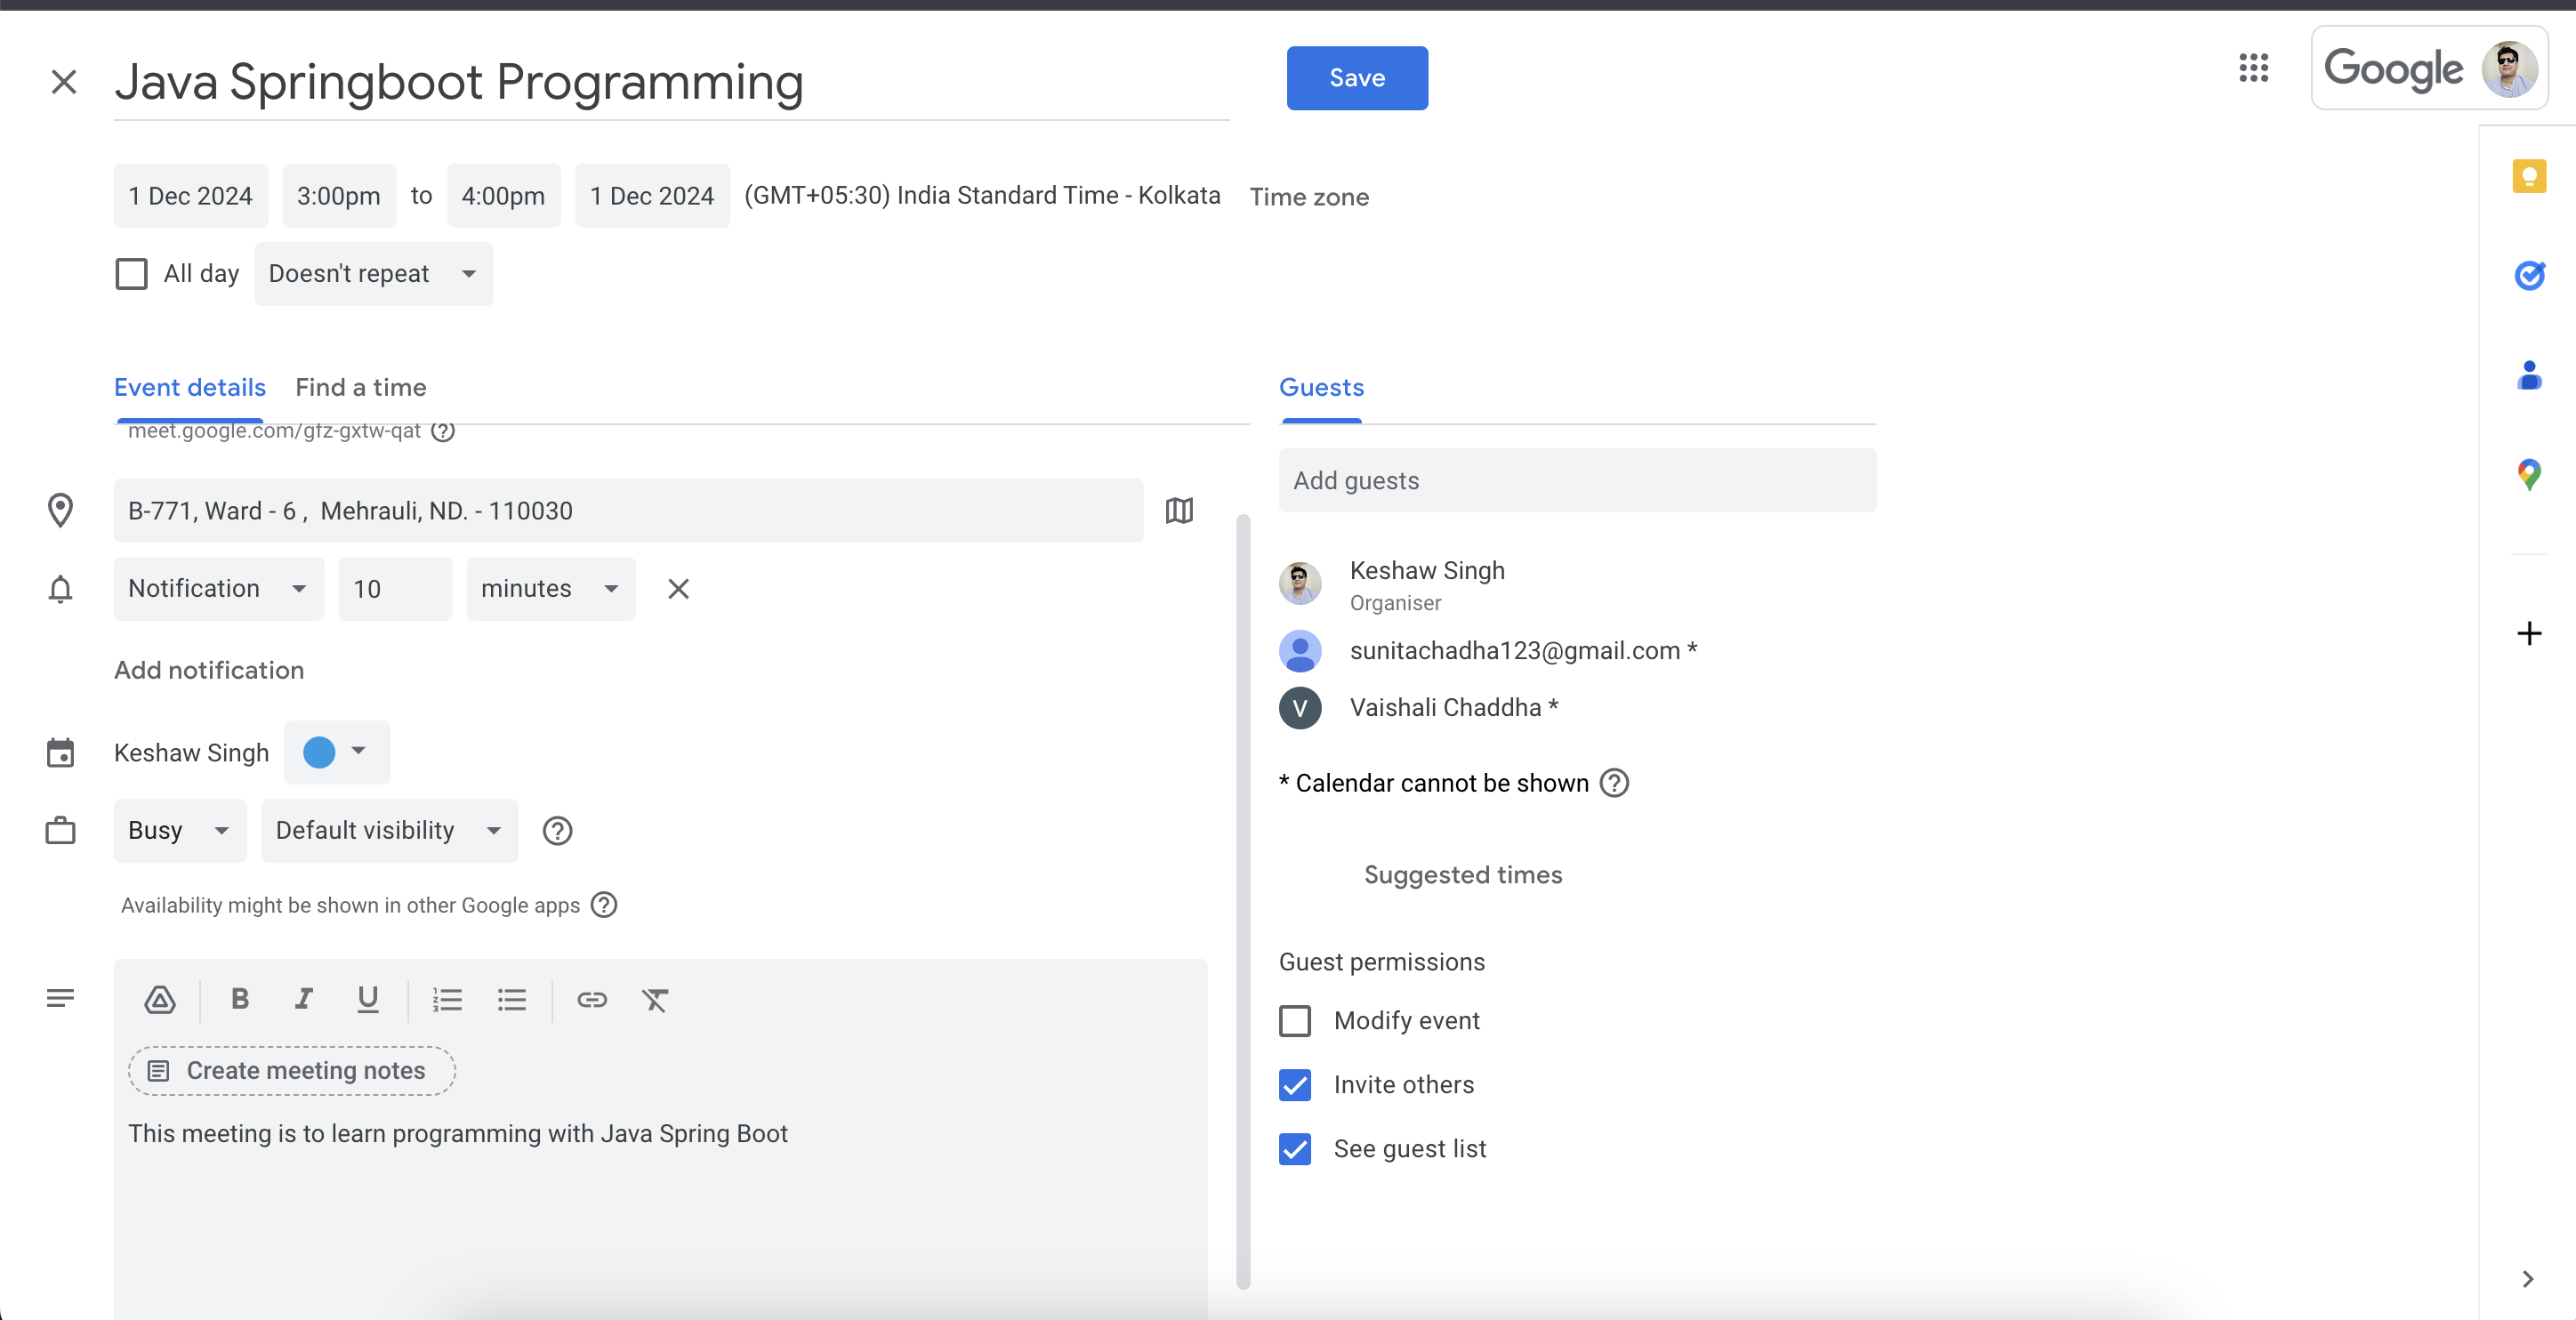 Java Springboot Programming
Save
Google
1 Dec 2024 3:00pm to 4:00pm 1 Dec 2024 (GMT+05:30) India Standard Time - Kolkata Time zone
All day Doesn't repeat
Event details Find a time
meet.google.com/gfz-gxtw-qat
B-771, Ward - 6 ,  Mehrauli, ND. - 110030
Notification 10 minutes
Add notification
Keshaw Singh
Busy Default visibility
Availability might be shown in other Google apps
B I U
Create meeting notes
This meeting is to learn programming with Java Spring Boot
Guests
Add guests
Keshaw Singh
Organiser
sunitachadha123@gmail.com *
V Vaishali Chaddha *
* Calendar cannot be shown
Suggested times
Guest permissions
Modify event
Invite others
See guest list